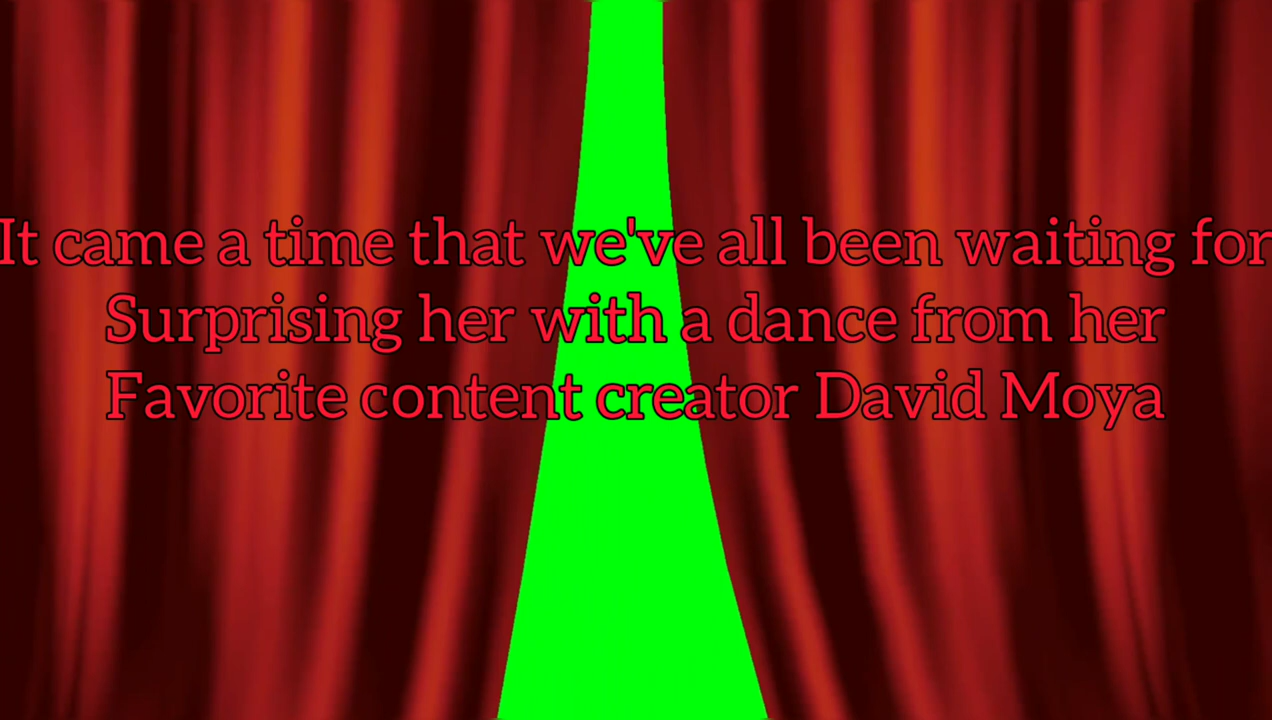 It came a time that we've all been waiting for
Surprising her with a dance from her
Favorite content creator David Moya